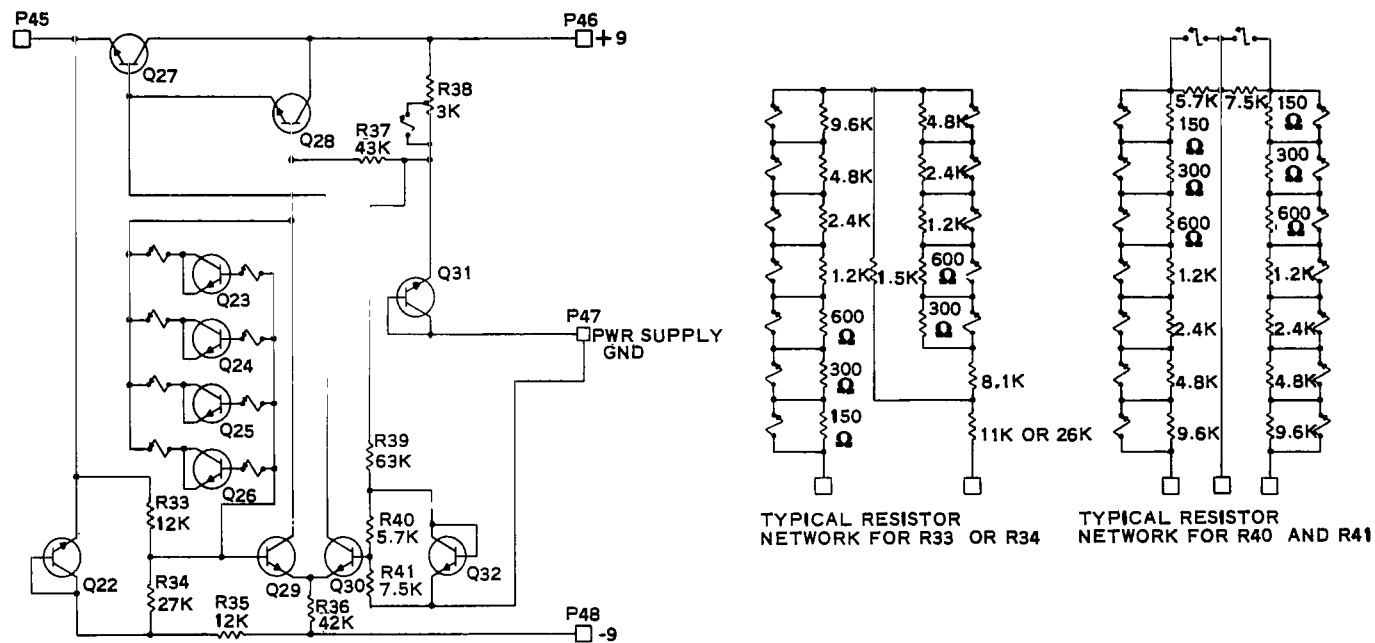 P45
P46
+9
Q27
Q28
R38
3K
R37
43K
Q23
Q24
Q25
Q26
Q31
P47
PWR SUPPLY
GND
R39
63K
R33
12K
R40
5.7K
Q22
R34
27K
Q29
Q30
R41
7.5K
Q32
R35
12K
R36
42K
P48
-9
9.6K
4.8K
4.8K
2.4K
2.4K
1.2K
1.2K
1.5K
600
Ω
600
Ω
300
Ω
300
Ω
8.1K
150
Ω
11K OR 26K
TYPICAL RESISTOR
NETWORK FOR R33 OR R34
5.7K
7.5K
150
Ω
150
Ω
300
Ω
300
Ω
600
Ω
600
Ω
1.2K
1.2K
2.4K
2.4K
4.8K
4.8K
9.6K
9.6K
TYPICAL RESISTOR
NETWORK FOR R40 AND R41